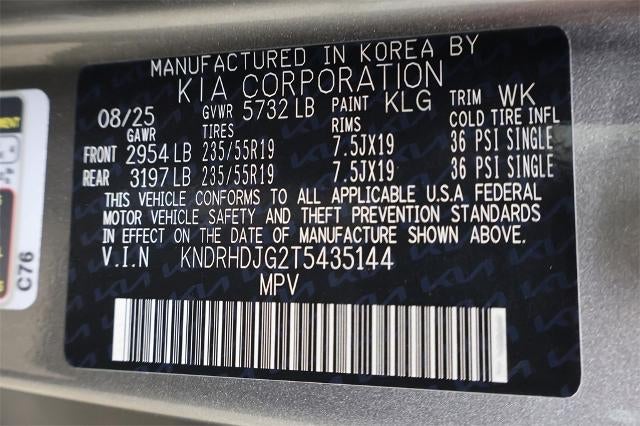 MANUFACTURED IN KOREA BY
KIA CORPORATION
08/25 GVWR 5732 LB PAINT KLG TRIM WK
GAWR TIRES RIMS COLD TIRE INFL
FRONT 2954 LB 235/55R19 7.5JX19 36 PSI SINGLE
REAR 3197 LB 235/55R19 7.5JX19 36 PSI SINGLE
THIS VEHICLE CONFORMS TO ALL APPLICABLE U.S.A FEDERAL
MOTOR VEHICLE SAFETY AND THEFT PREVENTION STANDARDS
IN EFFECT ON THE DATE OF MANUFACTURE SHOWN ABOVE.
V.I.N KNDRHDJG2T5435144
MPV
C76